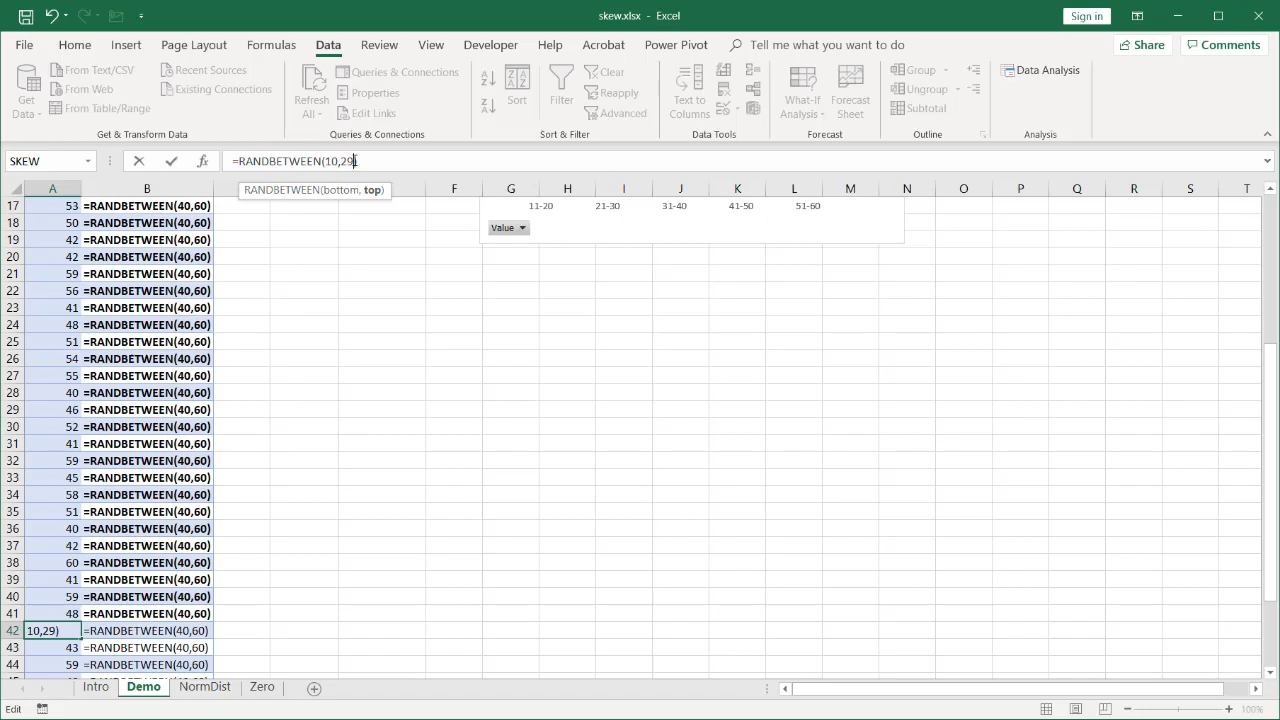 skew.xlsx - Excel
Sign in
File Home Insert Page Layout Formulas Data Review View Developer Help Acrobat Power Pivot Tell me what you want to do Share Comments
Get Data
From Text/CSV
From Web
From Table/Range
Recent Sources
Existing Connections
Get & Transform Data
Refresh All
Queries & Connections
Properties
Edit Links
Queries & Connections
Sort
Filter
Clear
Reapply
Advanced
Sort & Filter
Text to Columns
Data Tools
What-If Analysis
Forecast Sheet
Forecast
Group
Ungroup
Subtotal
Outline
Data Analysis
Analysis
SKEW =RANDBETWEEN(10,29)
RANDBETWEEN(bottom, top)
A B F G H I J K L M N O P Q R S T
17 53 =RANDBETWEEN(40,60) 11-20 21-30 31-40 41-50 51-60
18 50 =RANDBETWEEN(40,60) Value
19 42 =RANDBETWEEN(40,60)
20 42 =RANDBETWEEN(40,60)
21 59 =RANDBETWEEN(40,60)
22 56 =RANDBETWEEN(40,60)
23 41 =RANDBETWEEN(40,60)
24 48 =RANDBETWEEN(40,60)
25 51 =RANDBETWEEN(40,60)
26 54 =RANDBETWEEN(40,60)
27 55 =RANDBETWEEN(40,60)
28 40 =RANDBETWEEN(40,60)
29 46 =RANDBETWEEN(40,60)
30 52 =RANDBETWEEN(40,60)
31 41 =RANDBETWEEN(40,60)
32 59 =RANDBETWEEN(40,60)
33 45 =RANDBETWEEN(40,60)
34 58 =RANDBETWEEN(40,60)
35 51 =RANDBETWEEN(40,60)
36 40 =RANDBETWEEN(40,60)
37 42 =RANDBETWEEN(40,60)
38 60 =RANDBETWEEN(40,60)
39 41 =RANDBETWEEN(40,60)
40 59 =RANDBETWEEN(40,60)
41 48 =RANDBETWEEN(40,60)
42 10,29) =RANDBETWEEN(40,60)
43 43 =RANDBETWEEN(40,60)
44 59 =RANDBETWEEN(40,60)
Intro Demo NormDist Zero
Edit 100%